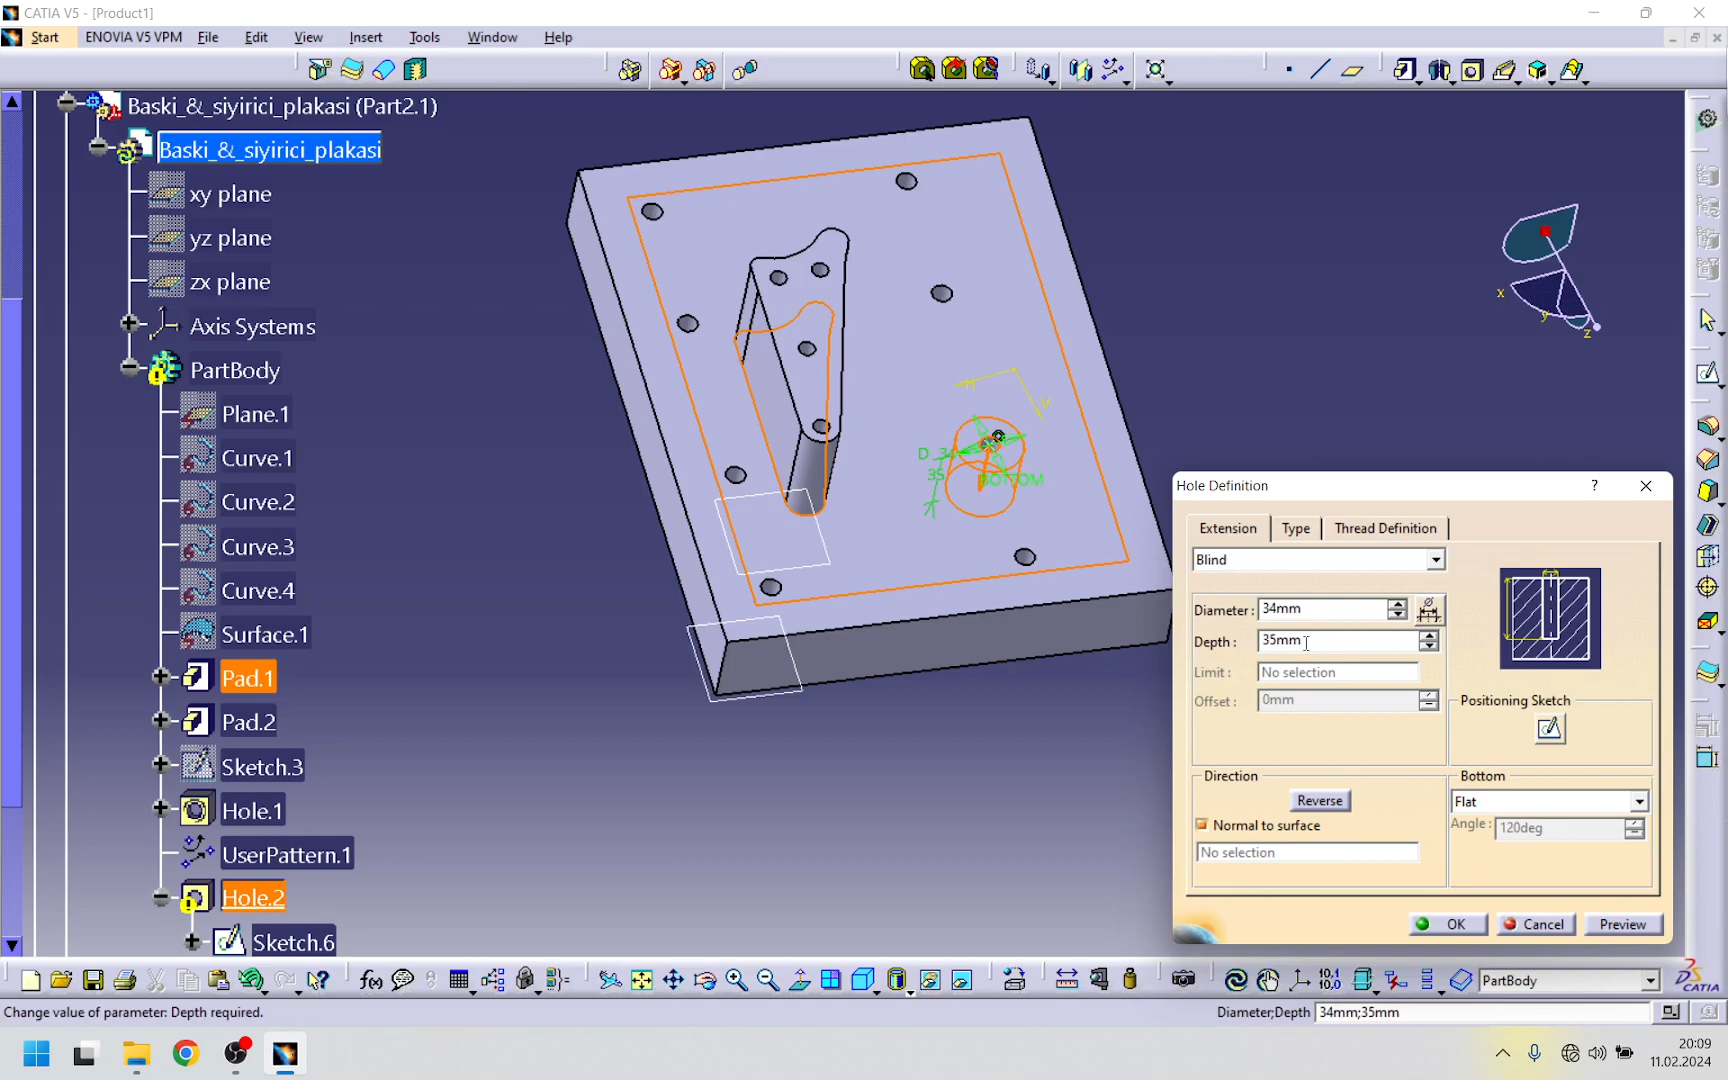 CATIA V5 - [Product1]
Start ENOVIA V5 VPM File Edit View Insert Tools Window Help
Baski_&_siyirici_plakasi (Part2.1)
Baski_&_siyirici_plakasi
xy plane
yz plane
zx plane
Axis Systems
PartBody
Plane.1
Curve.1
Curve.2
Curve.3
Curve.4
Surface.1
Pad.1
Pad.2
Sketch.3
Hole.1
UserPattern.1
Hole.2
Sketch.6
x
y
z
H
V
D_3
35
BOTTOM
Hole Definition
Extension Type Thread Definition
Blind
Diameter : 34mm
Depth : 35mm
Limit : No selection
Offset : 0mm
Positioning Sketch
Direction
Reverse
Normal to surface
No selection
Bottom
Flat
Angle : 120deg
OK Cancel Preview
PartBody
CATIA
Change value of parameter: Depth required.
Diameter;Depth 34mm;35mm
20:09
11.02.2024